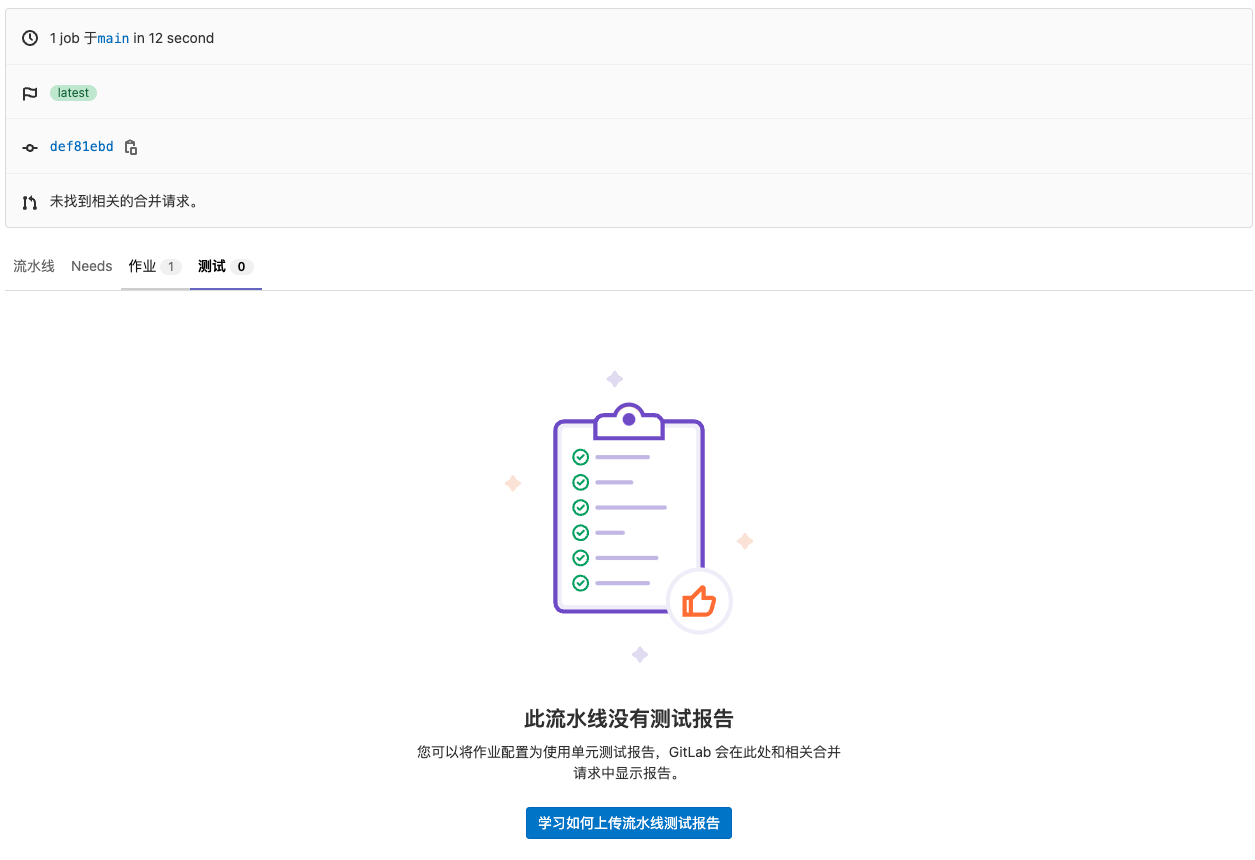 1 job 于main in 12 second
latest
def81ebd
未找到相关的合并请求。
流水线 Needs 作业 1 测试 0
此流水线没有测试报告
您可以将作业配置为使用单元测试报告，GitLab 会在此处和相关合并
请求中显示报告。
学习如何上传流水线测试报告